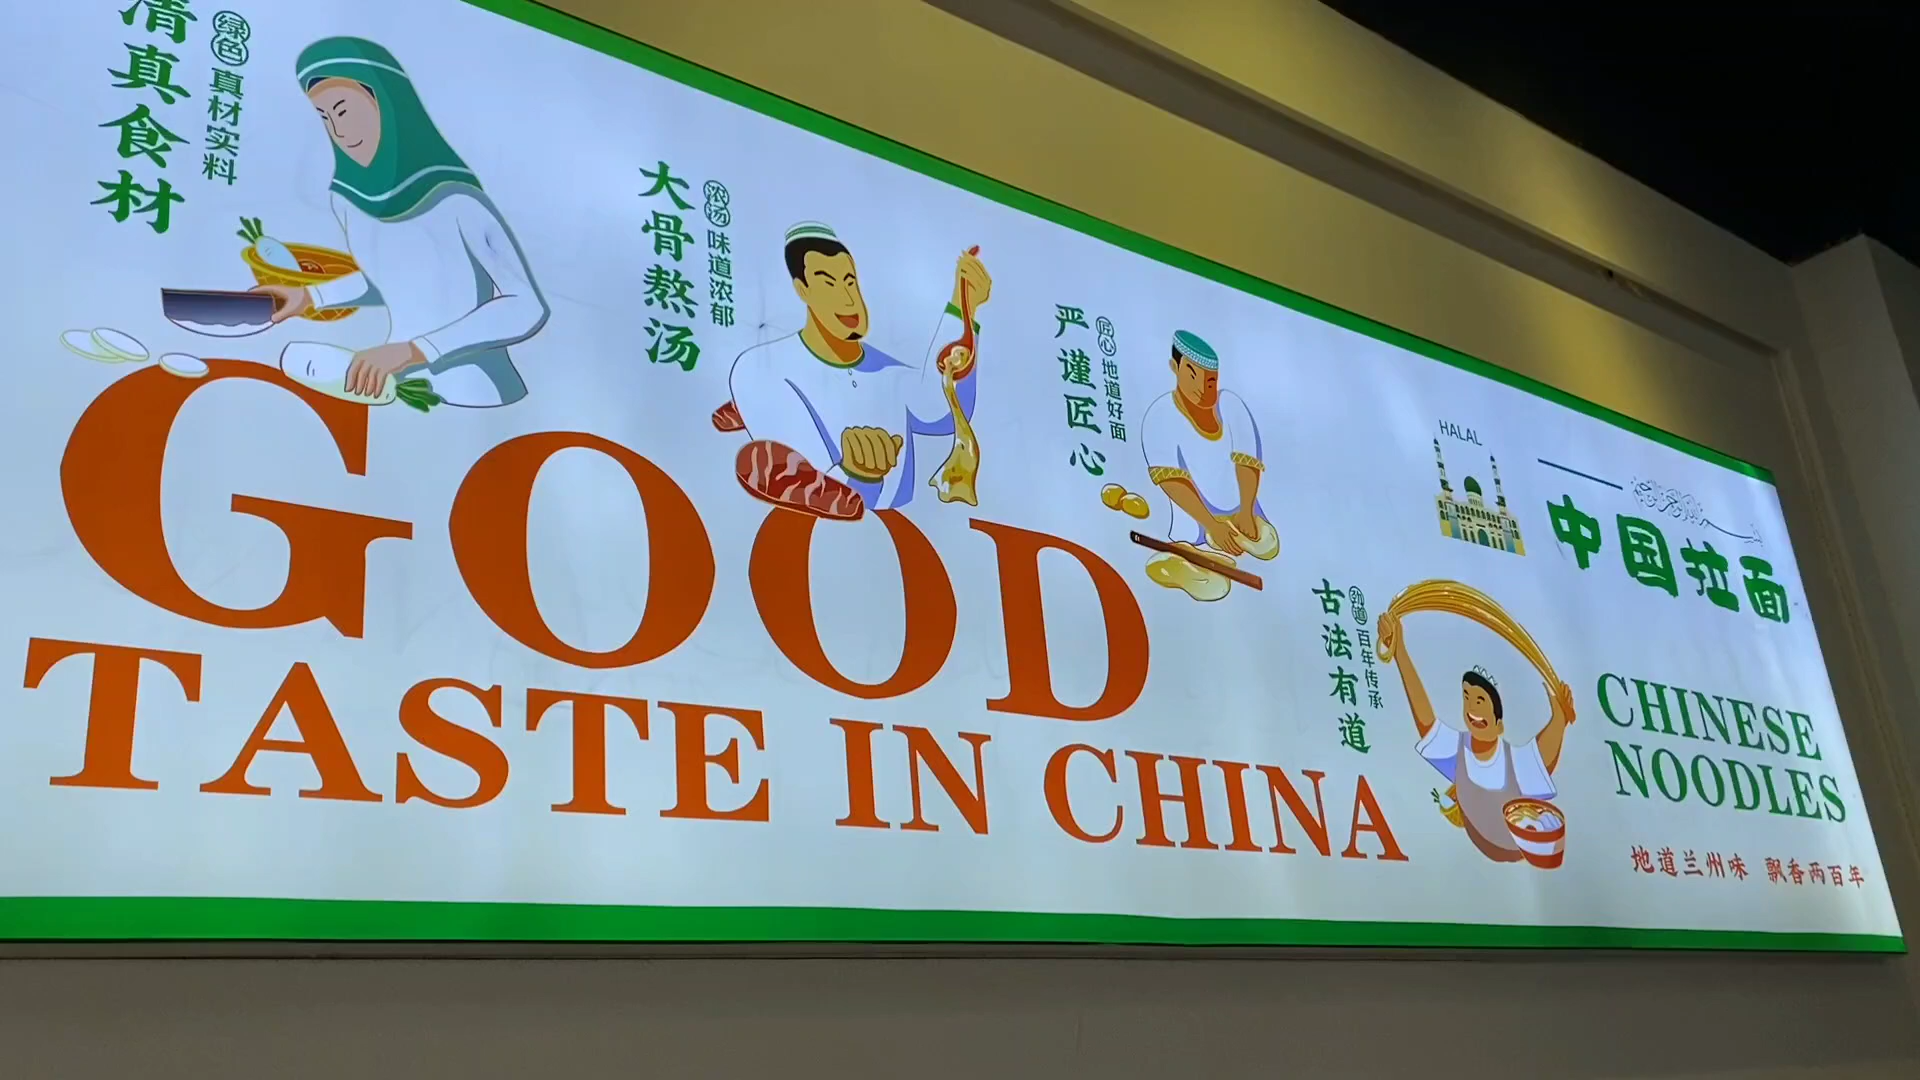 清真食材
绿色 真材实料
大骨熬汤
浓汤 味道浓郁
严谨匠心
匠心 地道好面
古法有道
劲道 百年传承
GOOD
TASTE IN CHINA
HALAL
中国拉面
CHINESE
NOODLES
地道兰州味 飘香两百年